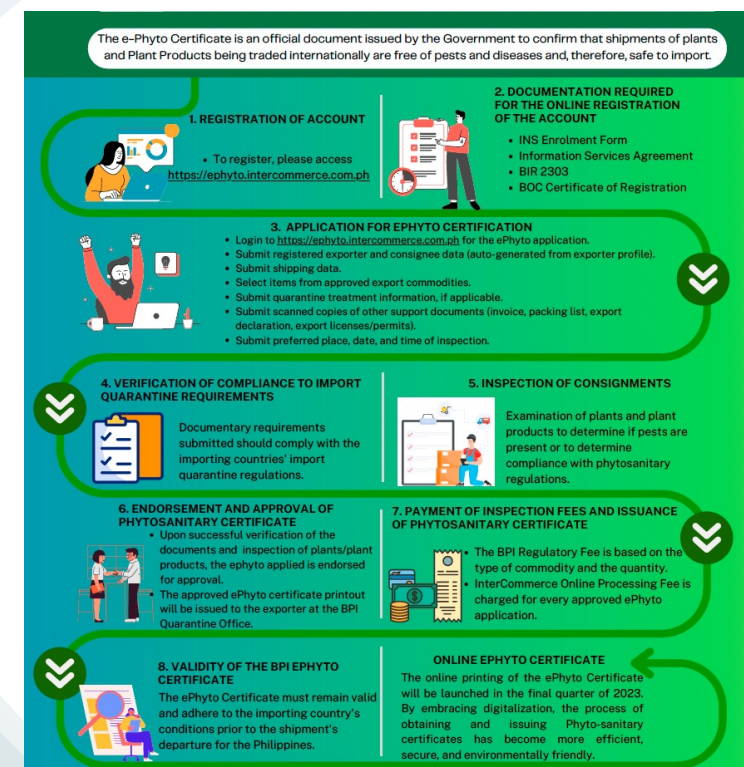 The e-Phyto Certificate is an official document issued by the Government to confirm that shipments of plants
and Plant Products being traded internationally are free of pests and diseases and, therefore, safe to import.
1. REGISTRATION OF ACCOUNT
• To register, please access
https://ephyto.intercommerce.com.ph
2. DOCUMENTATION REQUIRED
FOR THE ONLINE REGISTRATION
OF THE ACCOUNT
• INS Enrolment Form
• Information Services Agreement
• BIR 2303
• BOC Certificate of Registration
3. APPLICATION FOR EPHYTO CERTIFICATION
• Login to https://ephyto.intercommerce.com.ph for the ePhyto application.
• Submit registered exporter and consignee data (auto-generated from exporter profile).
• Submit shipping data.
• Select items from approved export commodities.
• Submit quarantine treatment information, if applicable.
• Submit scanned copies of other support documents (invoice, packing list, export
declaration, export licenses/permits).
• Submit preferred place, date, and time of inspection.
4. VERIFICATION OF COMPLIANCE TO IMPORT
QUARANTINE REQUIREMENTS
Documentary requirements
submitted should comply with the
importing countries' import
quarantine regulations.
5. INSPECTION OF CONSIGNMENTS
Examination of plants and plant
products to determine if pests are
present or to determine
compliance with phytosanitary
regulations.
6. ENDORSEMENT AND APPROVAL OF
PHYTOSANITARY CERTIFICATE
• Upon successful verification of the
documents and inspection of plants/plant
products, the ephyto applied is endorsed
for approval.
• The approved ePhyto certificate printout
will be issued to the exporter at the BPI
Quarantine Office.
7. PAYMENT OF INSPECTION FEES AND ISSUANCE
OF PHYTOSANITARY CERTIFICATE
• The BPI Regulatory Fee is based on the
type of commodity and the quantity.
• InterCommerce Online Processing Fee is
charged for every approved ePhyto
application.
8. VALIDITY OF THE BPI EPHYTO
CERTIFICATE
The ePhyto Certificate must remain valid
and adhere to the importing country's
conditions prior to the shipment's
departure for the Philippines.
ONLINE EPHYTO CERTIFICATE
The online printing of the ePhyto Certificate
will be launched in the final quarter of 2023.
By embracing digitalization, the process of
obtaining and issuing Phyto-sanitary
certificates has become more efficient,
secure, and environmentally friendly.